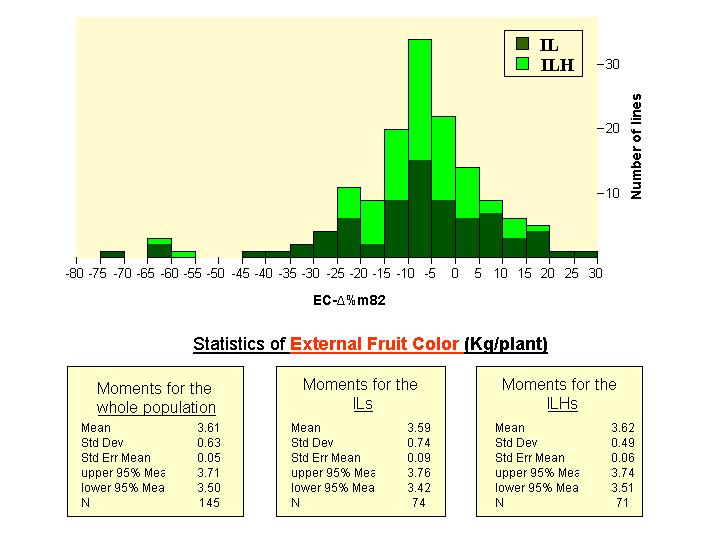 IL
ILH
30
20
10
Number of lines
-80 -75 -70 -65 -60 -55 -50 -45 -40 -35 -30 -25 -20 -15 -10 -5 0 5 10 15 20 25 30
EC-Δ%m82
Statistics of External Fruit Color (Kg/plant)
Moments for the
whole population
Mean 3.61
Std Dev 0.63
Std Err Mean 0.05
upper 95% Mea 3.71
lower 95% Mea 3.50
N 145
Moments for the
ILs
Mean 3.59
Std Dev 0.74
Std Err Mean 0.09
upper 95% Mea 3.76
lower 95% Mea 3.42
N 74
Moments for the
ILHs
Mean 3.62
Std Dev 0.49
Std Err Mean 0.06
upper 95% Mea 3.74
lower 95% Mea 3.51
N 71